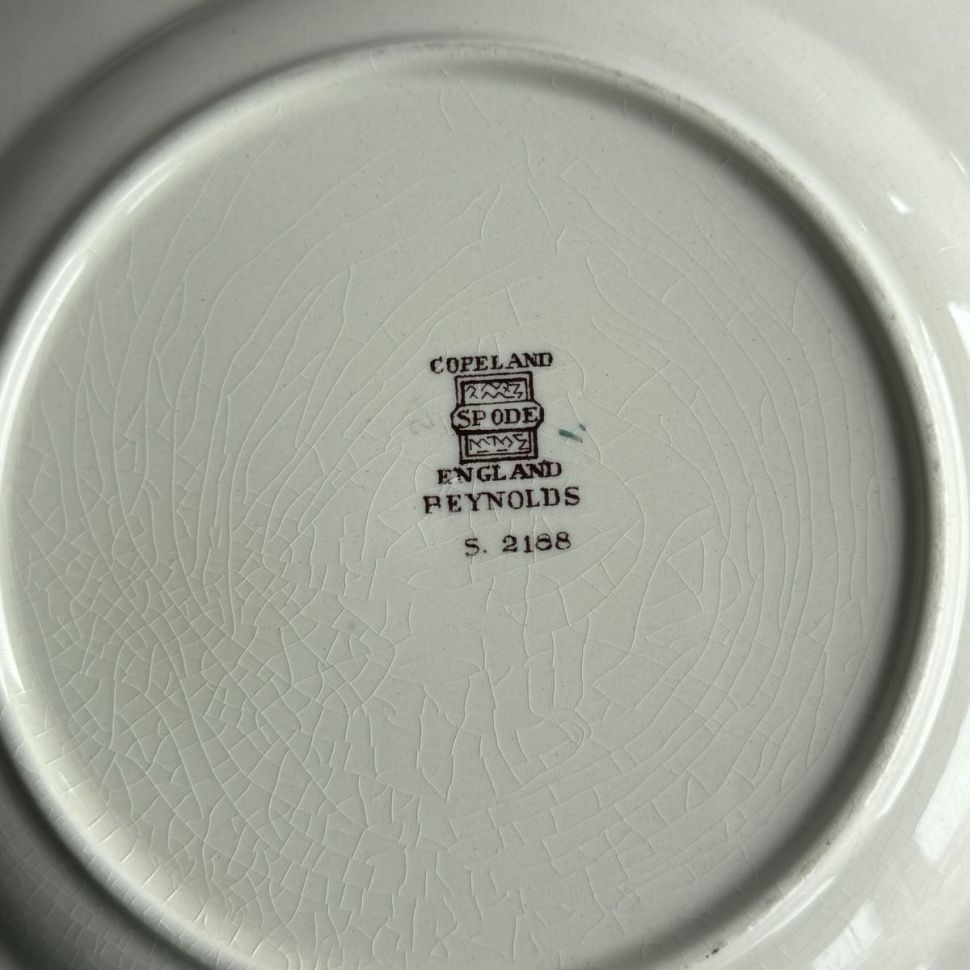 COPELAND
SPODE
ENGLAND
REYNOLDS
S. 2188